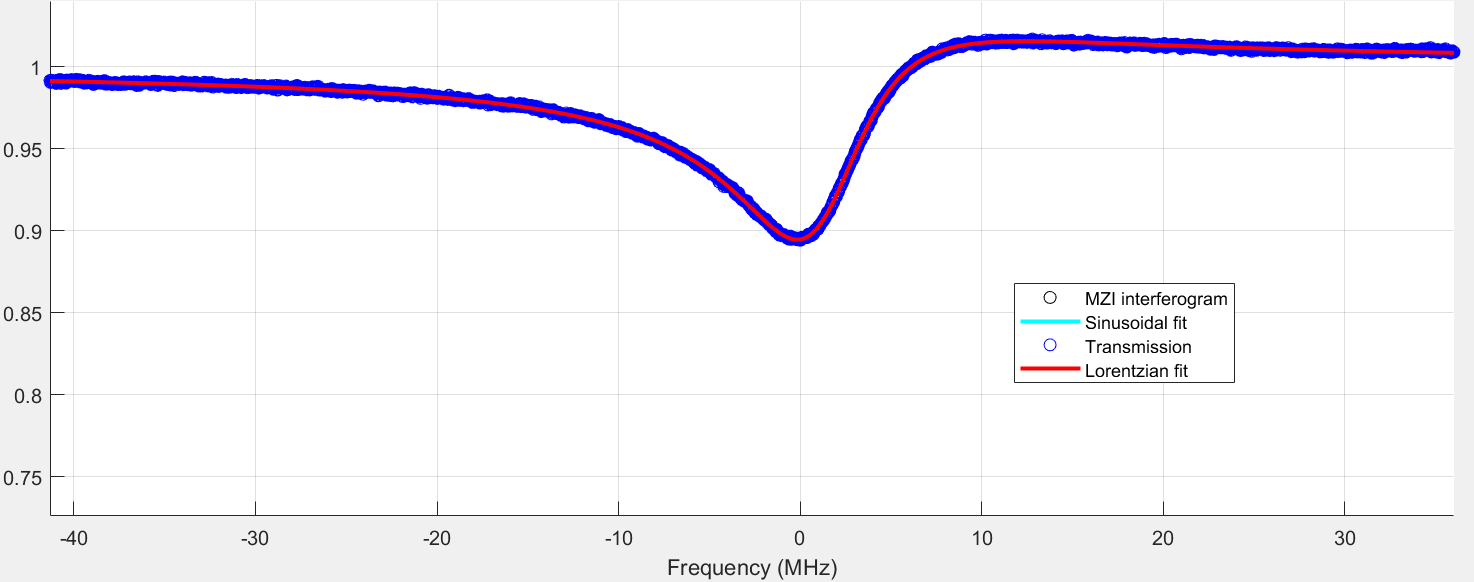 1
0.95
0.9
0.85
0.8
0.75
-40 -30 -20 -10 0 10 20 30
Frequency (MHz)
MZI interferogram
Sinusoidal fit
Transmission
Lorentzian fit